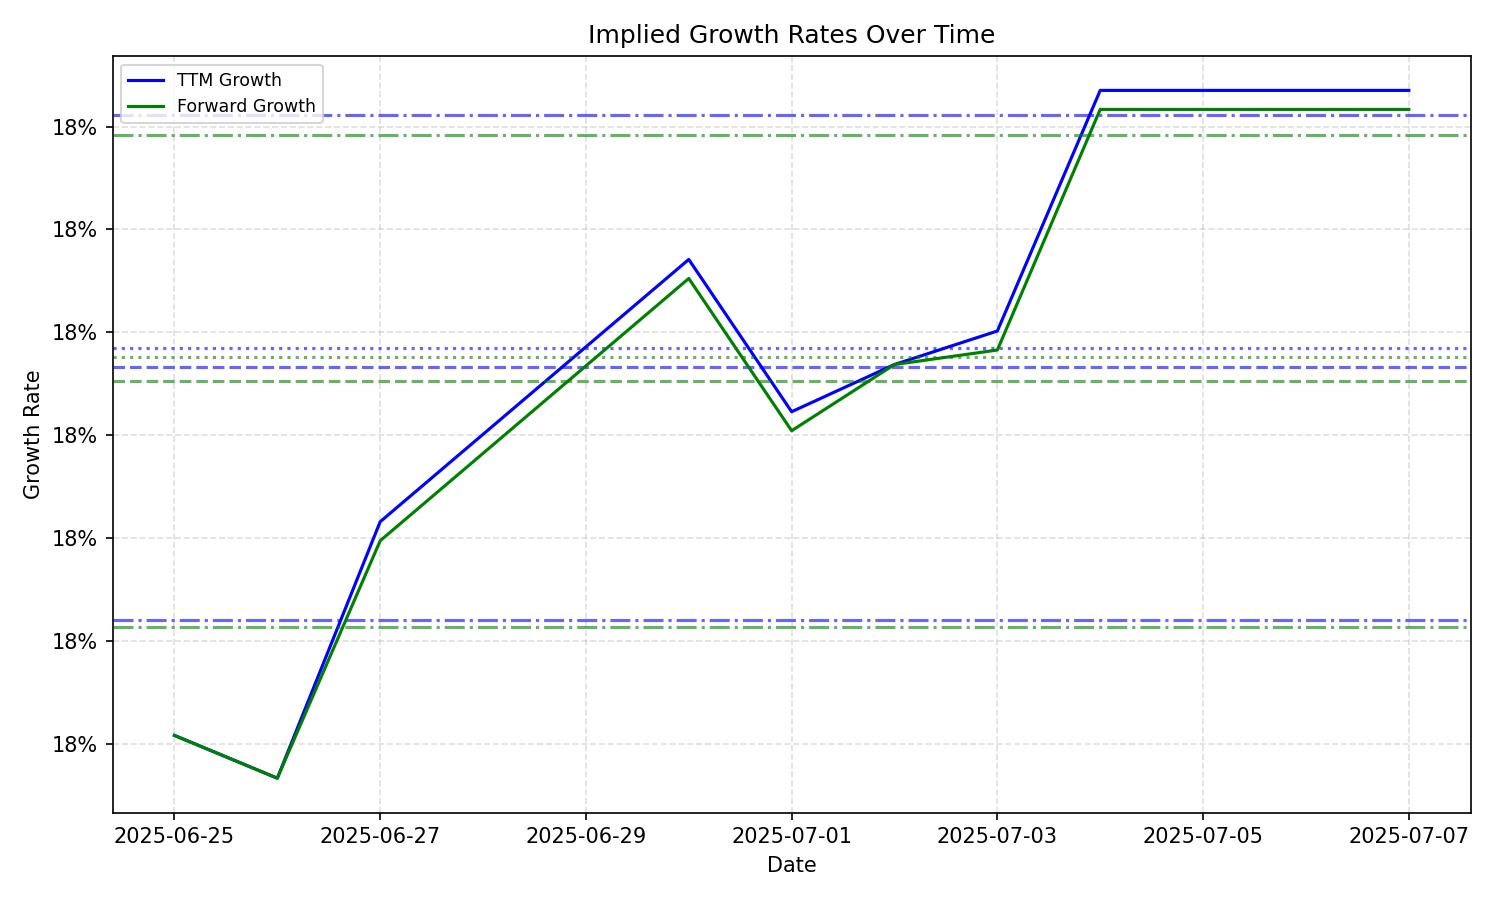 Implied Growth Rates Over Time
TTM Growth
Forward Growth
18%
18%
18%
18%
18%
18%
18%
Growth Rate
2025-06-25
2025-06-27
2025-06-29
2025-07-01
2025-07-03
2025-07-05
2025-07-07
Date